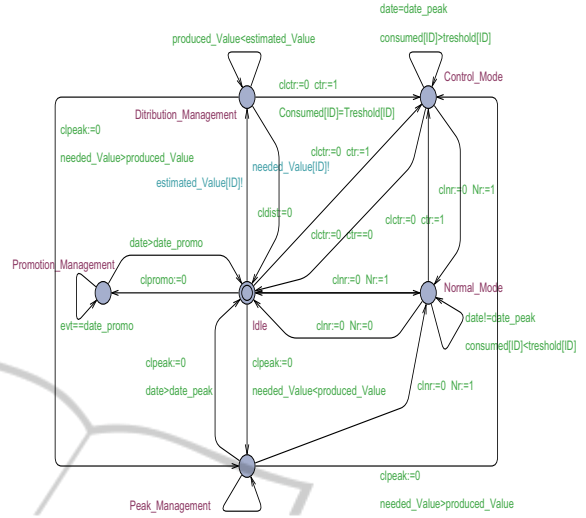 date=date_peak
produced_Value<estimated_Value
consumed[ID]>treshold[ID]
Control_Mode
clctr:=0 ctr:=1
Ditribution_Management
Consumed[ID]=Treshold[ID]
clpeak:=0
needed_Value>produced_Value
clctr:=0 ctr:=1
needed_Value[ID]!
estimated_Value[ID]!
clnr:=0 Nr:=1
cldist:=0
clctr:=0 ctr:=1
clctr:=0 ctr==0
date>date_promo
Promotion_Management
clpromo:=0
clnr:=0 Nr:=1
Normal_Mode
evt==date_promo
Idle
clnr:=0 Nr:=0
date!=date_peak
consumed[ID]<treshold[ID]
clpeak:=0
clpeak:=0
date>date_peak
needed_Value<produced_Value
clnr:=0 Nr:=1
clpeak:=0
Peak_Management
needed_Value>produced_Value